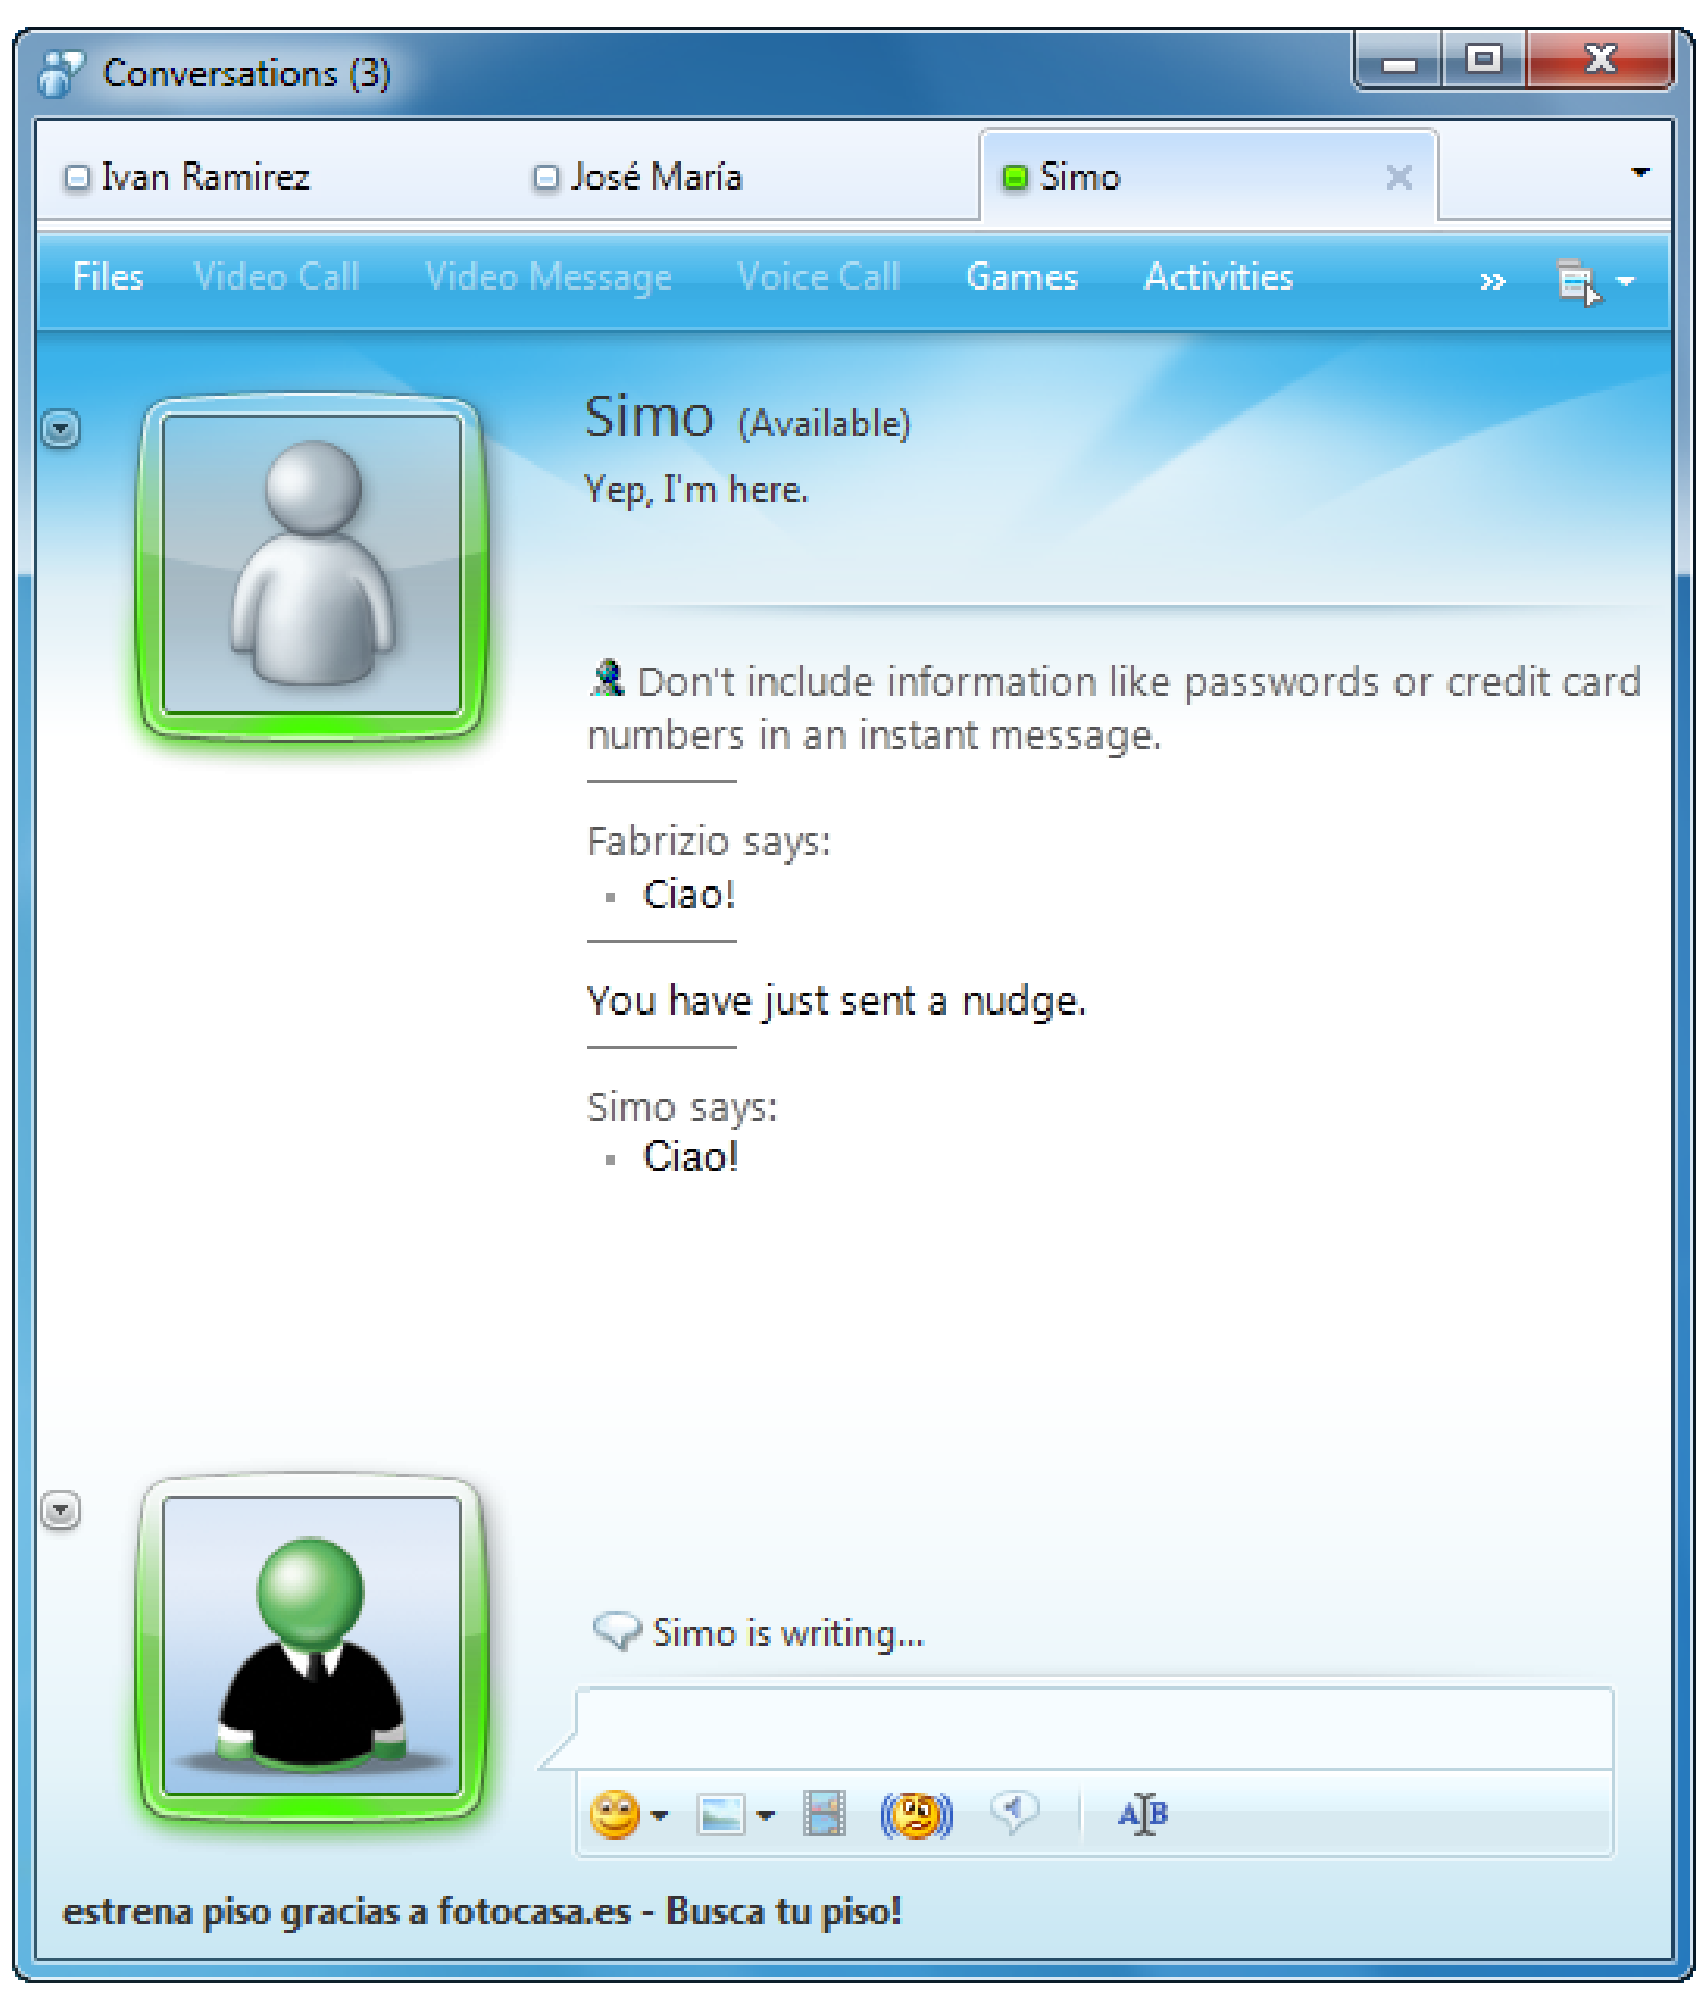 Conversations (3)
Ivan Ramirez José María Simo
Files Video Call Video Message Voice Call Games Activities »
Simo (Available)
Yep, I'm here.
Don't include information like passwords or credit card
numbers in an instant message.
Fabrizio says:
Ciao!
You have just sent a nudge.
Simo says:
Ciao!
Simo is writing...
AB
estrena piso gracias a fotocasa.es - Busca tu piso!